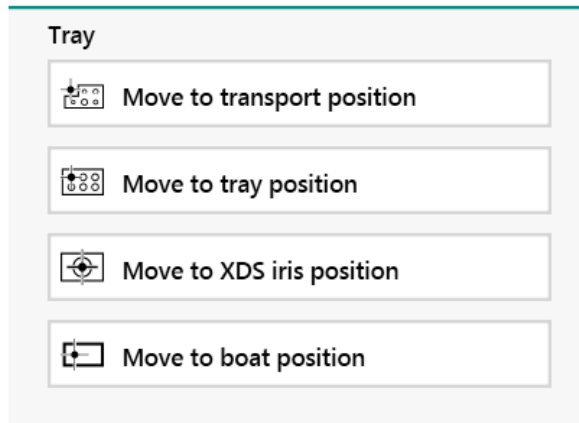 Tray
Move to transport position
Move to tray position
Move to XDS iris position
Move to boat position